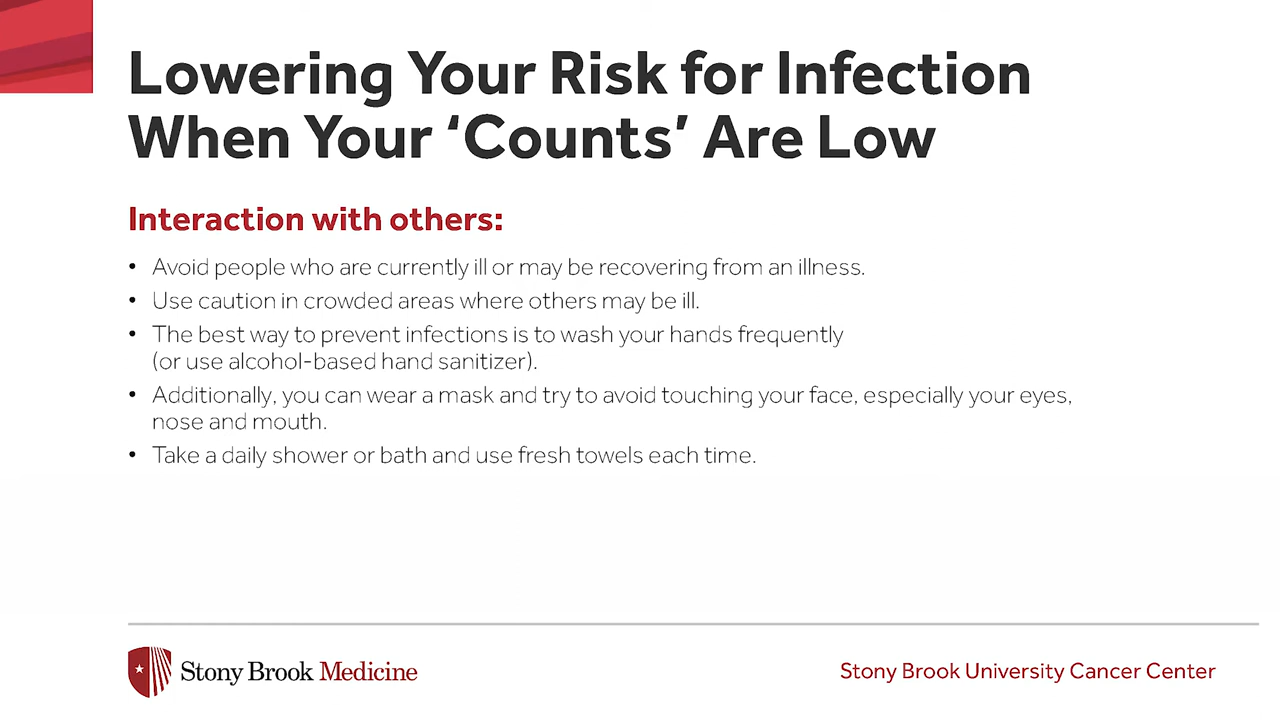 Lowering Your Risk for Infection
When Your ‘Counts’ Are Low
Interaction with others:
• Avoid people who are currently ill or may be recovering from an illness.
• Use caution in crowded areas where others may be ill.
• The best way to prevent infections is to wash your hands frequently
(or use alcohol-based hand sanitizer).
• Additionally, you can wear a mask and try to avoid touching your face, especially your eyes,
nose and mouth.
• Take a daily shower or bath and use fresh towels each time.
Stony Brook Medicine
Stony Brook University Cancer Center